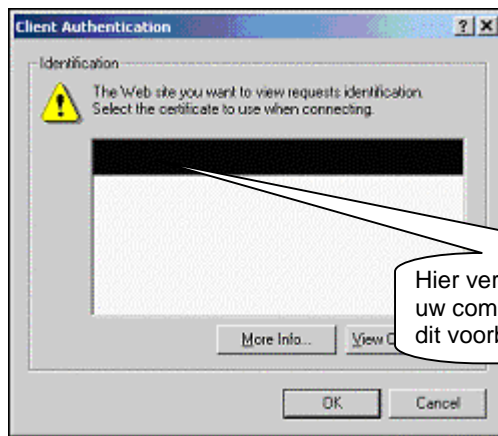 Client Authentication
Identification
The Web site you want to view requests identification.
Select the certificate to use when connecting.
Hier ver
uw com
dit voorb
More Info...
View C
OK
Cancel